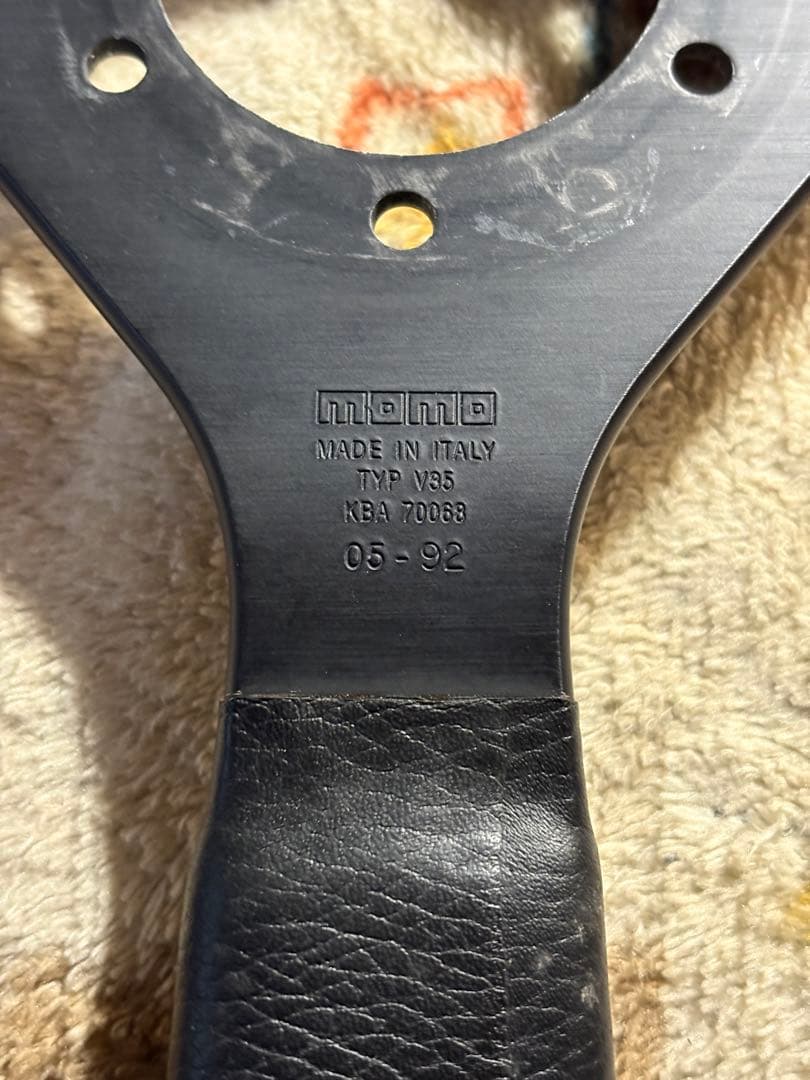 momo
MADE IN ITALY
TYP V35
KBA 70068
05-92